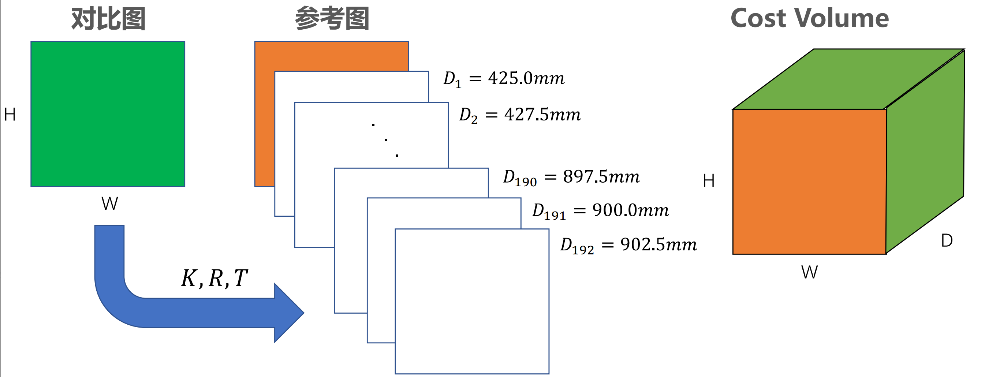 对比图
参考图
Cost Volume
H
W
K, R, T
D₁ = 425.0mm
D₂ = 427.5mm
.
.
.
D₁₉₀ = 897.5mm
D₁₉₁ = 900.0mm
D₁₉₂ = 902.5mm
H
W
D